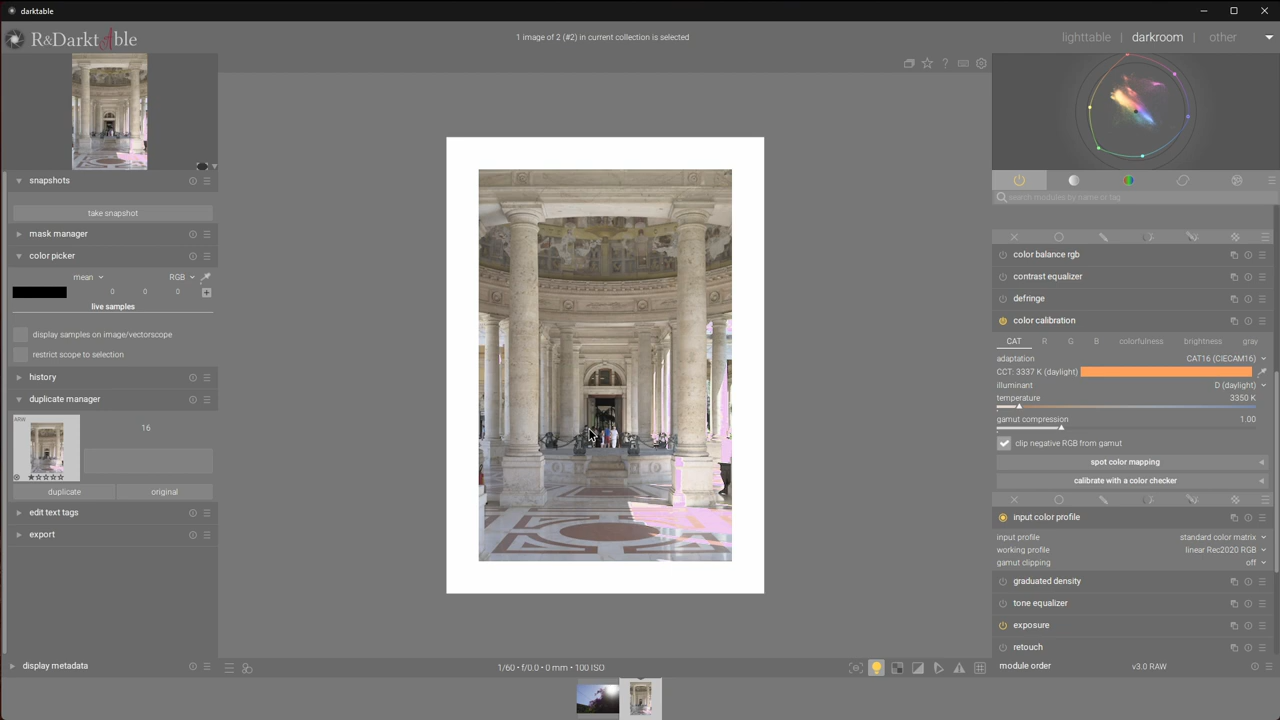 darktable
R&Darktable
1 image of 2 (#2) in current collection is selected
lighttable | darkroom | other
snapshots
take snapshot
mask manager
color picker
mean RGB
0 0 0
live samples
display samples on image/vectorscope
restrict scope to selection
history
duplicate manager
ARW
16
duplicate original
edit text tags
export
display metadata
1/60 • f/0.0 • 0 mm • 100 ISO
search modules by name or tag
color balance rgb
contrast equalizer
defringe
color calibration
CAT R G B colorfulness brightness gray
adaptation CAT16 (CIECAM16)
CCT: 3337 K (daylight)
illuminant D (daylight)
temperature 3350 K
gamut compression 1.00
clip negative RGB from gamut
spot color mapping
calibrate with a color checker
input color profile
input profile standard color matrix
working profile linear Rec2020 RGB
gamut clipping off
graduated density
tone equalizer
exposure
retouch
module order v3.0 RAW